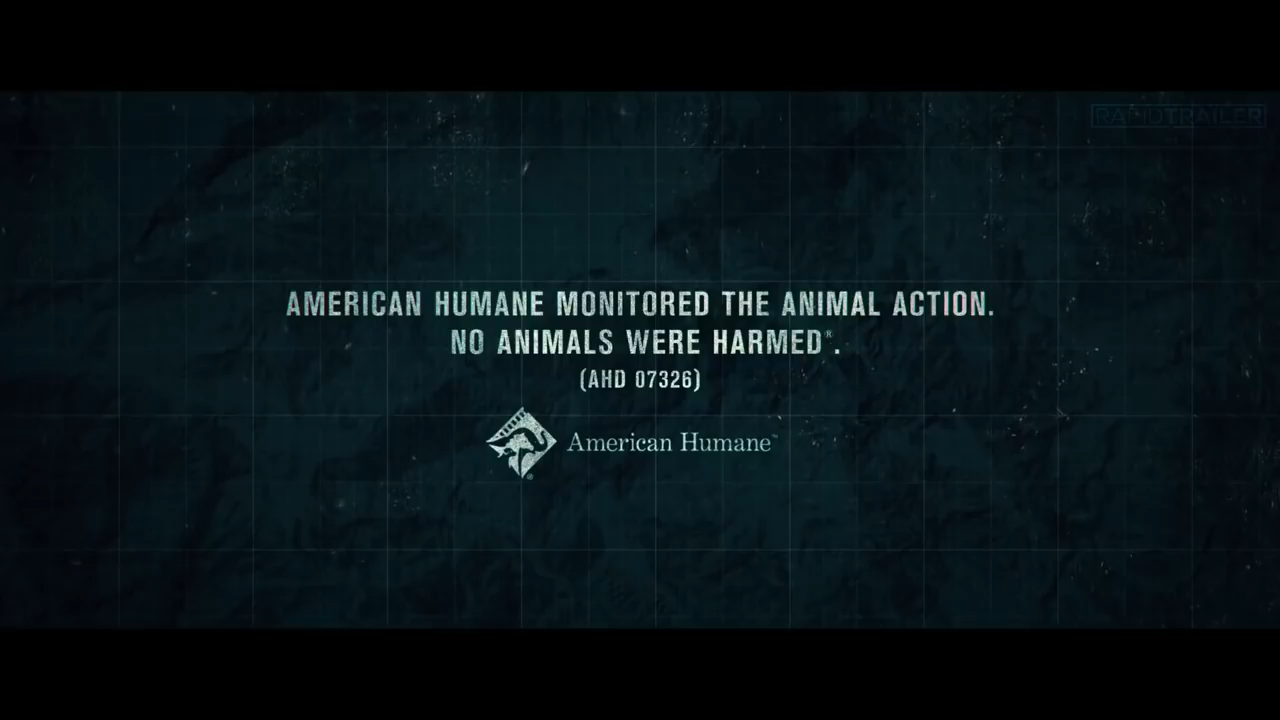 RAPIDTRAILER
AMERICAN HUMANE MONITORED THE ANIMAL ACTION.
NO ANIMALS WERE HARMED®.
(AHD 07326)
American Humane™